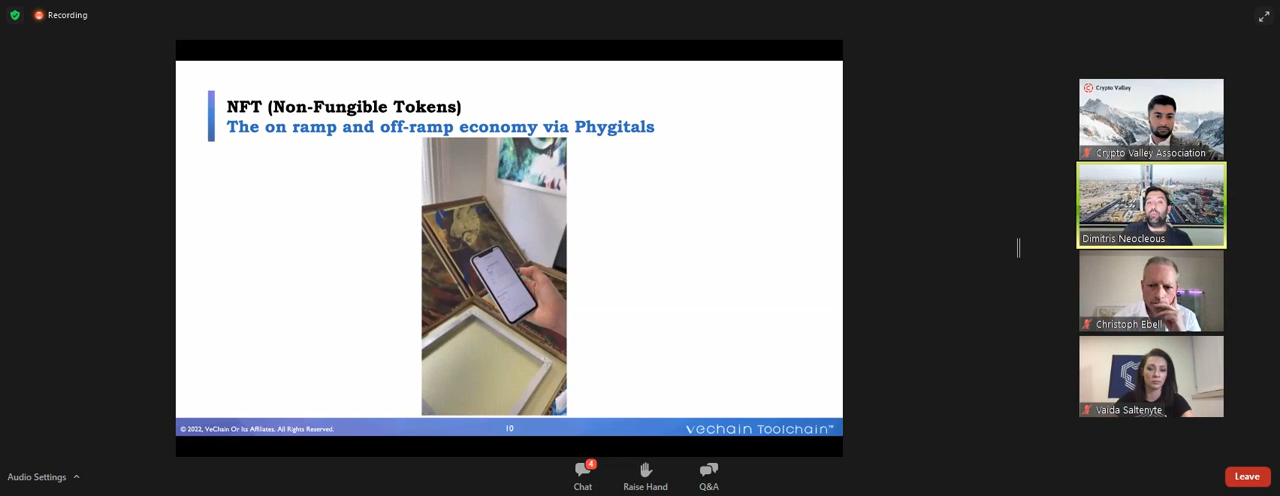 Recording
NFT (Non-Fungible Tokens)
The on ramp and off-ramp economy via Phygitals
© 2022, VeChain Or Its Affiliates. All Rights Reserved.
10
vechain Toolchain™
Crypto Valley
Crypto Valley Association
Dimitris Neocleous
Christoph Ebell
Vaida Saltenyte
Audio Settings
4
Chat
Raise Hand
Q&A
Leave